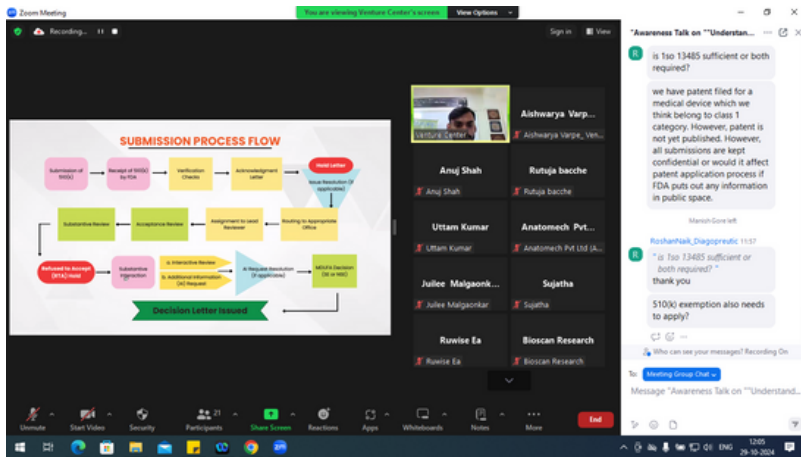 Zoom Meeting
You are viewing Venture Center's screen
View Options
Recording...
Sign in
View
SUBMISSION PROCESS FLOW
Submission of 510(k)
Receipt of 510(k) by FDA
Verification Checks
Acknowledgment Letter
Hold Letter
Issue Resolution (if applicable)
Substantive Review
Acceptance Review
Assignment to Lead Reviewer
Routing to Appropriate Office
Refused to Accept (RTA) Hold
Substantive Interaction
a. Interactive Review
b. Additional Information (AI) Request
AI Request Resolution (if applicable)
MDUFA Decision (SE or NSE)
Decision Letter Issued
Venture Center
Aishwarya Varp...
Aishwarya Varpe_ Ven...
Anuj Shah
Anuj Shah
Rutuja bacche
Rutuja bacche
Uttam Kumar
Uttam Kumar
Anatomech Pvt...
Anatomech Pvt Ltd (A...
Juilee Malgaonk...
Juilee Malgaonkar
Sujatha
Sujatha
Ruwise Ea
Ruwise Ea
Bioscan Research
Bioscan Research
"Awareness Talk on ""Understan...
R
is 1so 13485 sufficient or both
required?
we have patent filed for a
medical device which we
think belong to class 1
category. However, patent is
not yet published. However,
all submissions are kept
confidential or would it affect
patent application process if
FDA puts out any information
in public space.
Manish Gore left
RoshanNaik_Diagopreutic 11:57
R
" is 1so 13485 sufficient or
both required? "
thank you
510(k) exemption also needs
to apply?
Who can see your messages? Recording On
To: Meeting Group Chat
Message "Awareness Talk on ""Understand...
Unmute
Start Video
Security
Participants
21
Share Screen
Reactions
Apps
Whiteboards
Notes
More
End
ENG
12:05
29-10-2024